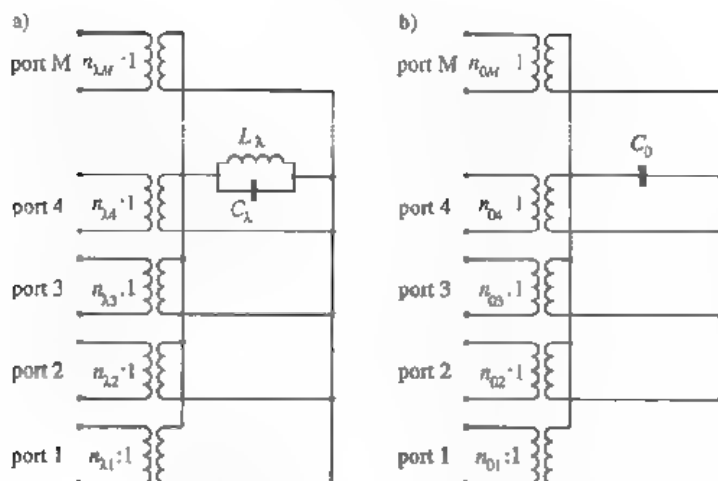 a)
port M n_λM ·1
L_λ
C_λ
port 4 n_λ4 ·1
port 3 n_λ3 .1
port 2 n_λ2 ·1
port 1 n_λ1:1
b)
port M n_0M 1
C_0
port 4 n_04 1
port 3 n_03 .1
port 2 n_02 ·1
port 1 n_01:1